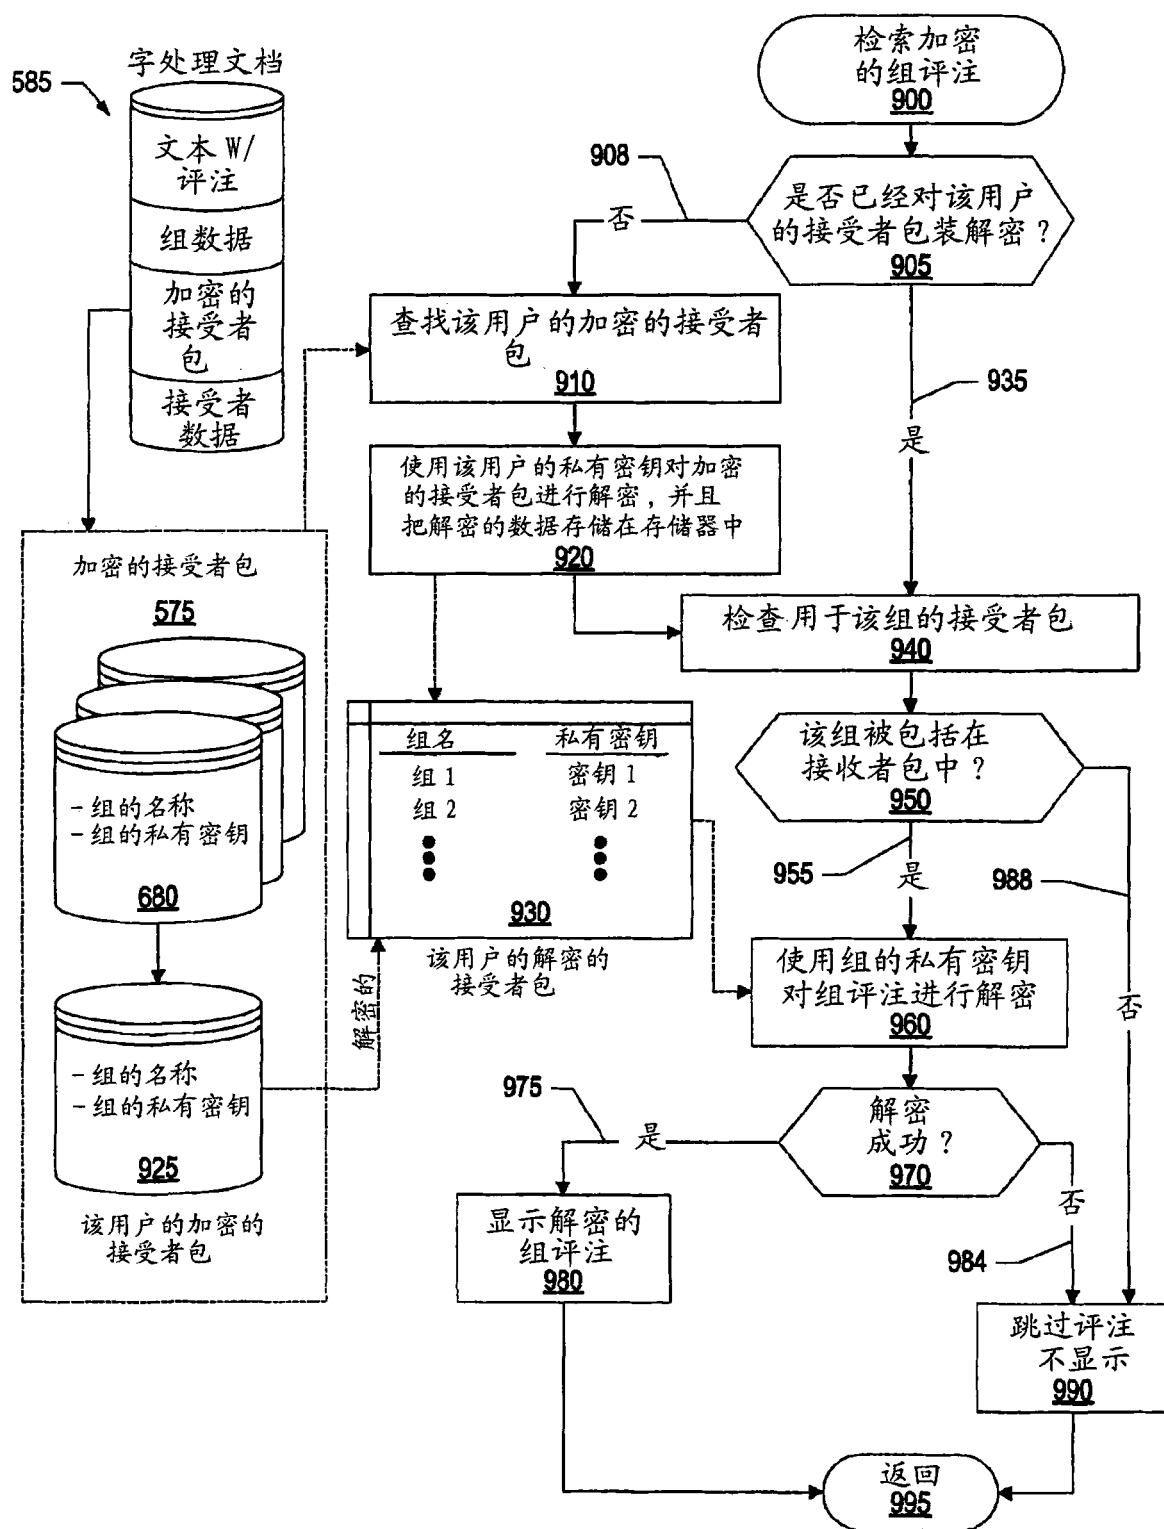 检索加密
的组评注
900
字处理文档
585
文本 W/
评注
组数据
加密的
接受者
包
接受者
数据
908
是否已经对该用户
的接受者包装解密？
905
否
查找该用户的加密的接受者
包
910
935
是
使用该用户的私有密钥对加密
的接受者包进行解密，并且
把解密的数据存储在存储器中
920
加密的接受者包
575
检查用于该组的接受者包
940
组名 私有密钥
组 1 密钥 1
组 2 密钥 2
930
该用户的解密的
接受者包
该组被包括在
接收者包中？
950
-组的名称
-组的私有密钥
680
955
是
988
否
使用组的私有密钥
对组评注进行解密
960
解密的
-组的名称
-组的私有密钥
925
该用户的加密的
接受者包
975
是
解密
成功？
970
否
984
显示解密的
组评注
980
跳过评注
不显示
990
返回
995